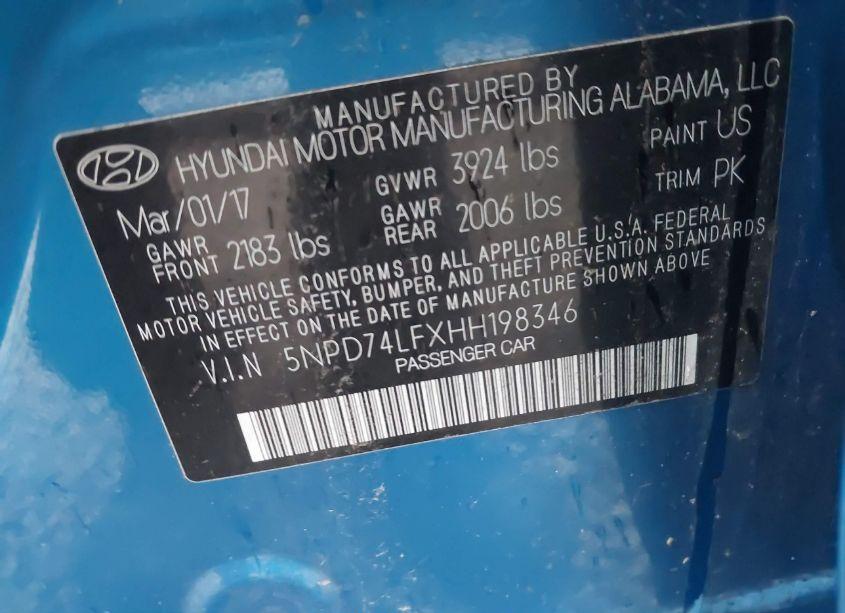 MANUFACTURED BY
HYUNDAI MOTOR MANUFACTURING ALABAMA, LLC
Mar/01/17 GVWR 3924 lbs PAINT US
GAWR FRONT 2183 lbs GAWR REAR 2006 lbs TRIM PK
THIS VEHICLE CONFORMS TO ALL APPLICABLE U.S.A. FEDERAL
MOTOR VEHICLE SAFETY, BUMPER, AND THEFT PREVENTION STANDARDS
IN EFFECT ON THE DATE OF MANUFACTURE SHOWN ABOVE
V.I.N 5NPD74LFXHH198346
PASSENGER CAR